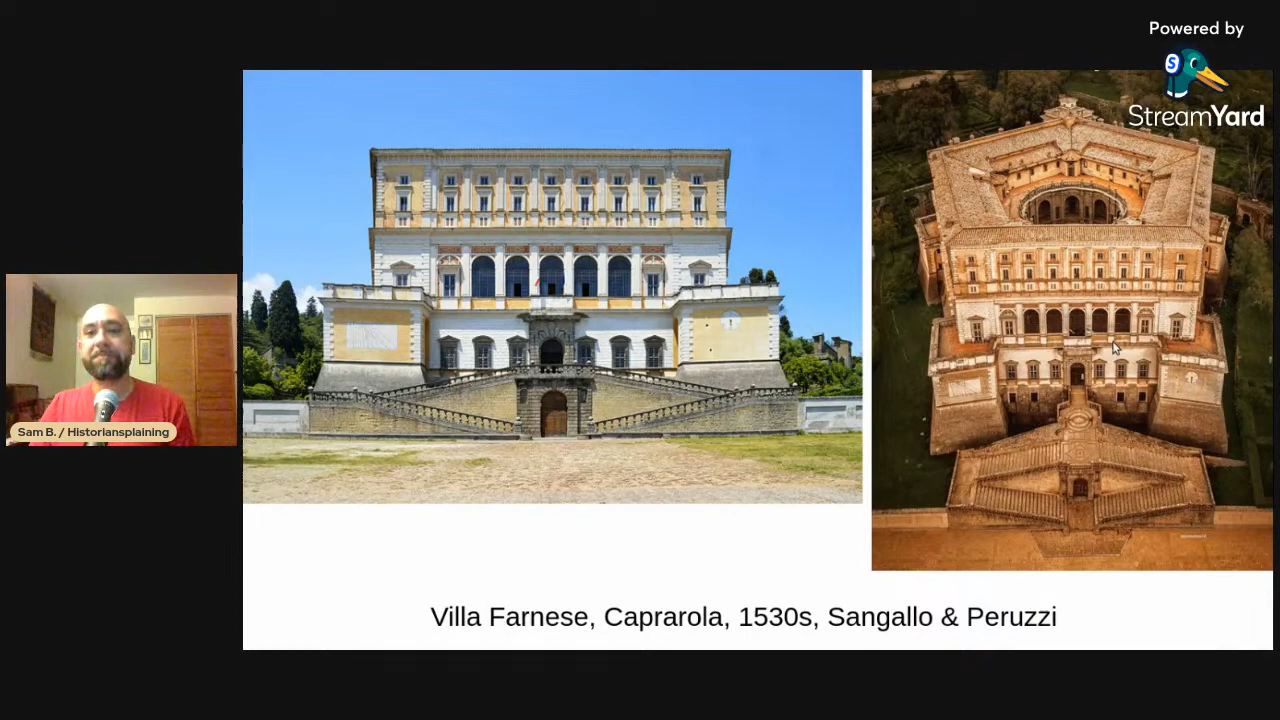 Powered by
S
StreamYard
Sam B. / Historiansplaining
Villa Farnese, Caprarola, 1530s, Sangallo & Peruzzi